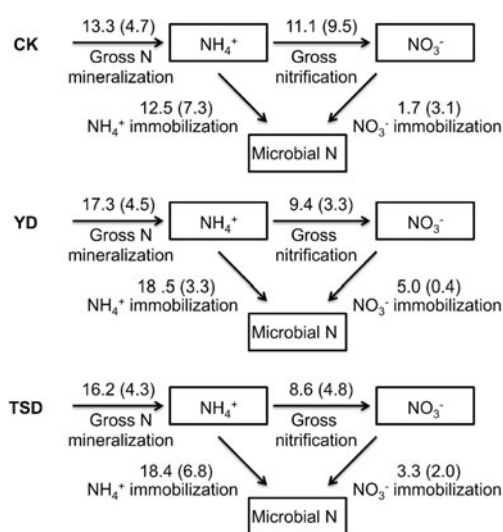 13.3 (4.7) 11.1 (9.5)
CK NH₄⁺ NO₃⁻
Gross N Gross
mineralization nitrification
12.5 (7.3) 1.7 (3.1)
NH₄⁺ immobilization NO₃⁻ immobilization
Microbial N
17.3 (4.5) 9.4 (3.3)
YD NH₄⁺ NO₃⁻
Gross N Gross
mineralization nitrification
18 .5 (3.3) 5.0 (0.4)
NH₄⁺ immobilization NO₃⁻ immobilization
Microbial N
16.2 (4.3) 8.6 (4.8)
TSD NH₄⁺ NO₃⁻
Gross N Gross
mineralization nitrification
18.4 (6.8) 3.3 (2.0)
NH₄⁺ immobilization NO₃⁻ immobilization
Microbial N